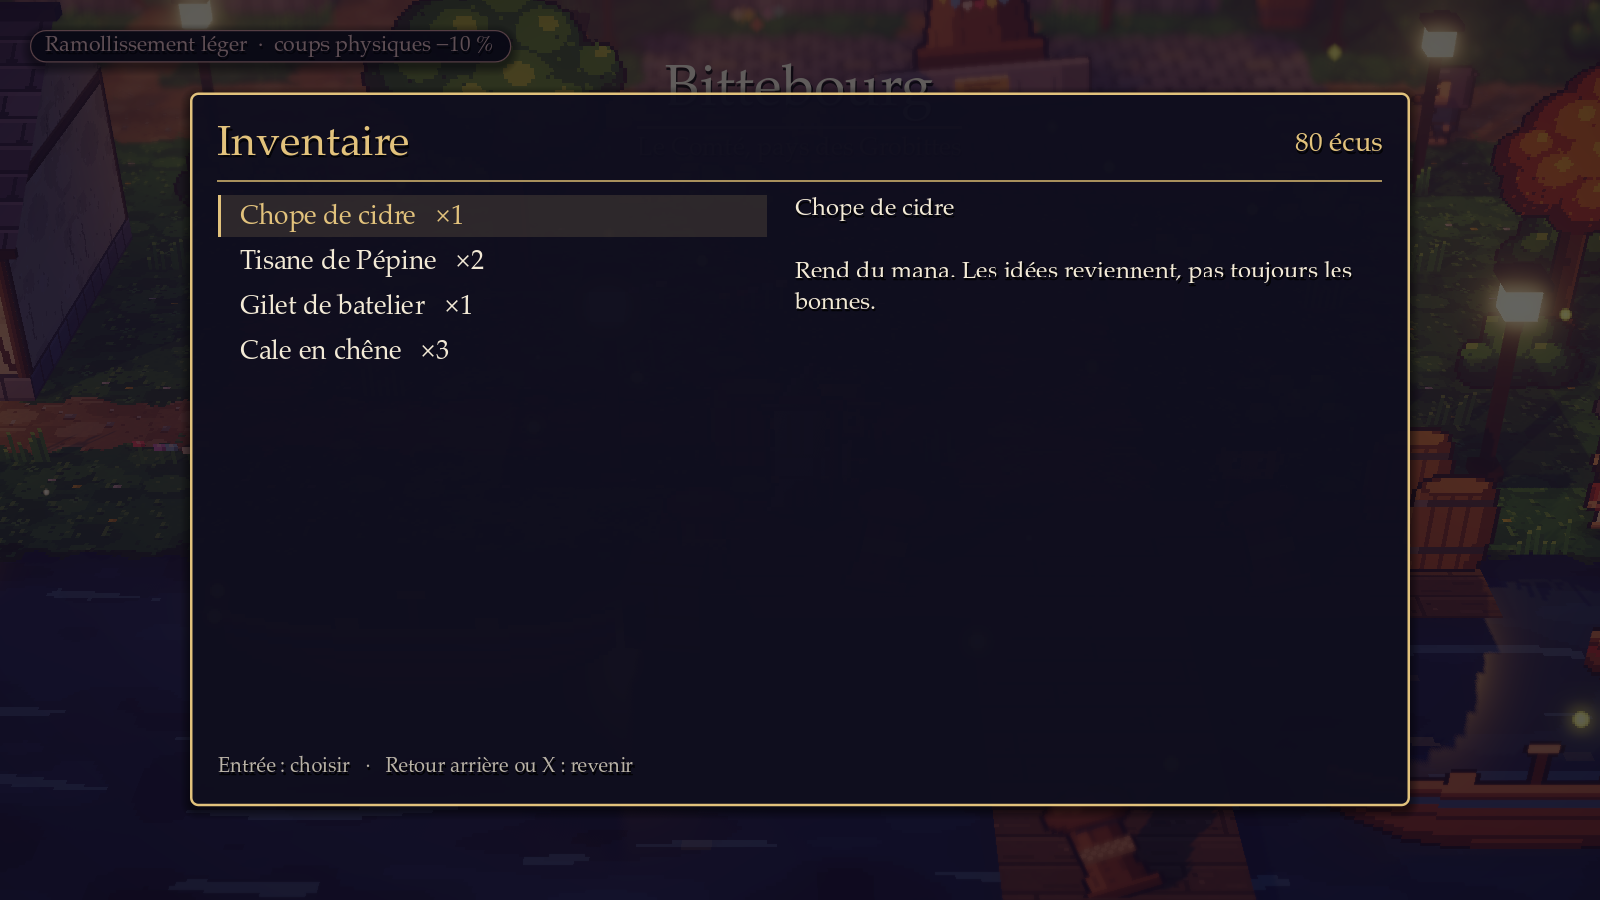 Ramollissement léger · coups physiques −10 %
Bittebourg
Inventaire
80 écus
Chope de cidre ×1
Tisane de Pépine ×2
Gilet de batelier ×1
Cale en chêne ×3
Chope de cidre
Rend du mana. Les idées reviennent, pas toujours les
bonnes.
Entrée : choisir · Retour arrière ou X : revenir